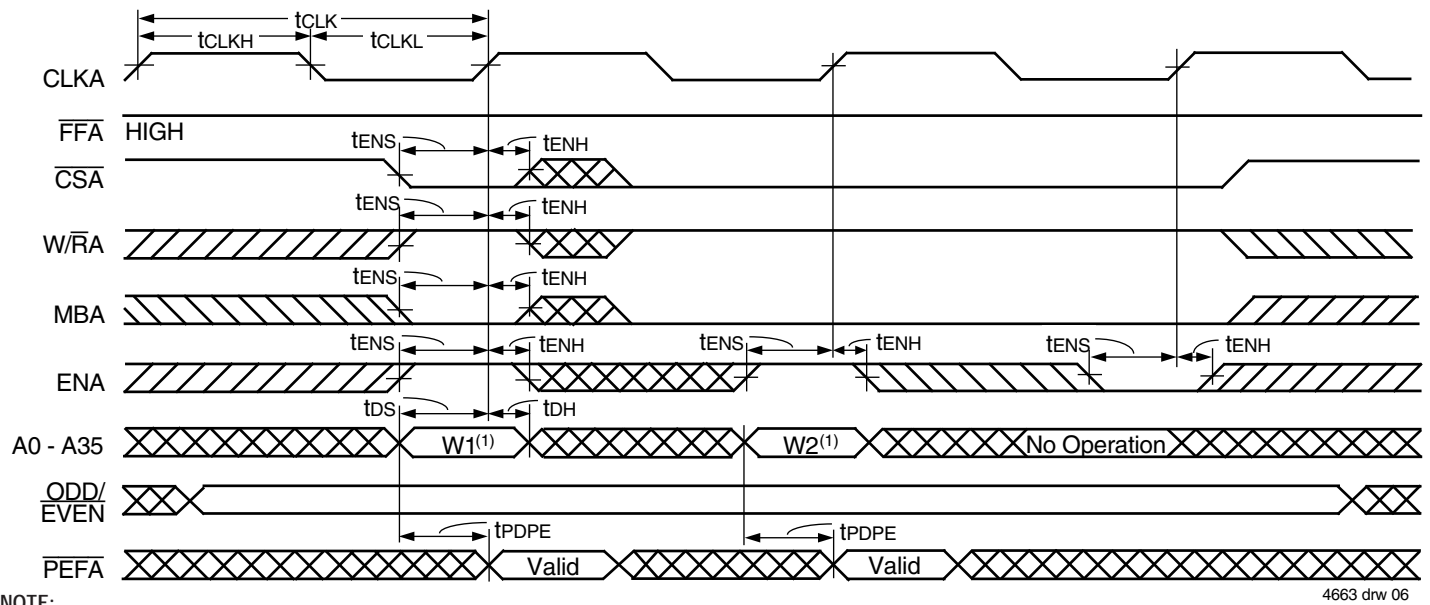 tCLK
tCLKH tCLKL
CLKA
FFA HIGH
tENS tENH
CSA
tENS tENH
W/RA
tENS tENH
MBA
tENS tENH tENS tENH tENS tENH
ENA
tDS tDH
A0 - A35 W1(1) W2(1) No Operation
ODD/
EVEN
tPDPE tPDPE
PEFA Valid Valid
4663 drw 06
NOTE: